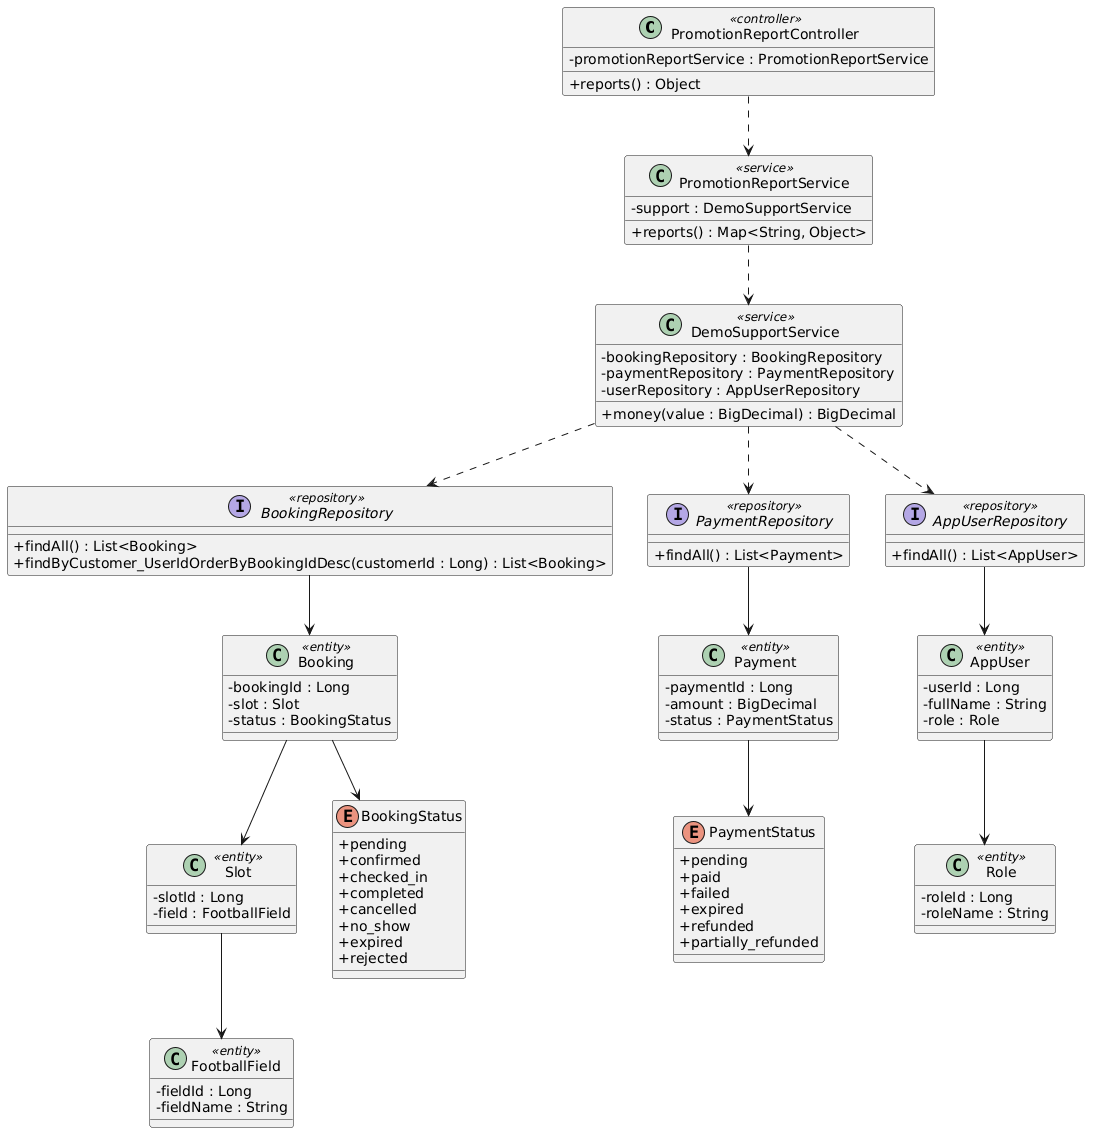 C
«controller»
PromotionReportController
-promotionReportService : PromotionReportService
+reports() : Object
C
«service»
PromotionReportService
-support : DemoSupportService
+reports() : Map<String, Object>
C
«service»
DemoSupportService
-bookingRepository : BookingRepository
-paymentRepository : PaymentRepository
-userRepository : AppUserRepository
+money(value : BigDecimal) : BigDecimal
I
«repository»
BookingRepository
+findAll() : List<Booking>
+findByCustomer_UserIdOrderByBookingIdDesc(customerId : Long) : List<Booking>
I
«repository»
PaymentRepository
+findAll() : List<Payment>
I
«repository»
AppUserRepository
+findAll() : List<AppUser>
C
«entity»
Booking
-bookingId : Long
-slot : Slot
-status : BookingStatus
C
«entity»
Payment
-paymentId : Long
-amount : BigDecimal
-status : PaymentStatus
C
«entity»
AppUser
-userId : Long
-fullName : String
-role : Role
C
«entity»
Slot
-slotId : Long
-field : FootballField
E
BookingStatus
+pending
+confirmed
+checked_in
+completed
+cancelled
+no_show
+expired
+rejected
E
PaymentStatus
+pending
+paid
+failed
+expired
+refunded
+partially_refunded
C
«entity»
Role
-roleId : Long
-roleName : String
C
«entity»
FootballField
-fieldId : Long
-fieldName : String